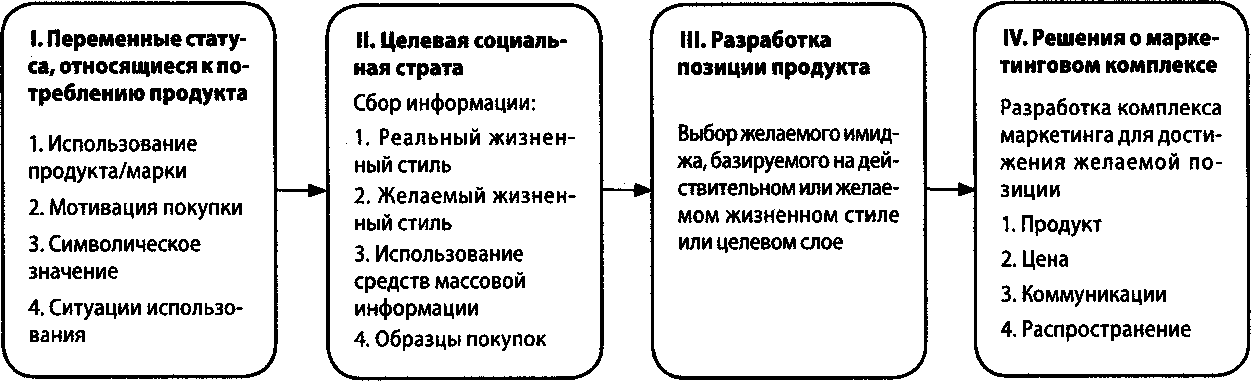 I. Переменные стату-
са, относящиеся к по-
треблению продукта
1. Использование
продукта/марки
2. Мотивация покупки
3. Символическое
значение
4. Ситуации использо-
вания
II. Целевая социаль-
ная страта
Сбор информации:
1. Реальный жизнен-
ный стиль
2. Желаемый жизнен-
ный стиль
3. Использование
средств массовой
информации
4. Образцы покупок
III. Разработка
позиции продукта
Выбор желаемого имид-
жа, базируемого на дей-
ствительном или желае-
мом жизненном стиле
или целевом слое
IV. Решения о марке-
тинговом комплексе
Разработка комплекса
маркетинга для дости-
жения желаемой по-
зиции
1. Продукт
2. Цена
3. Коммуникации
4. Распространение